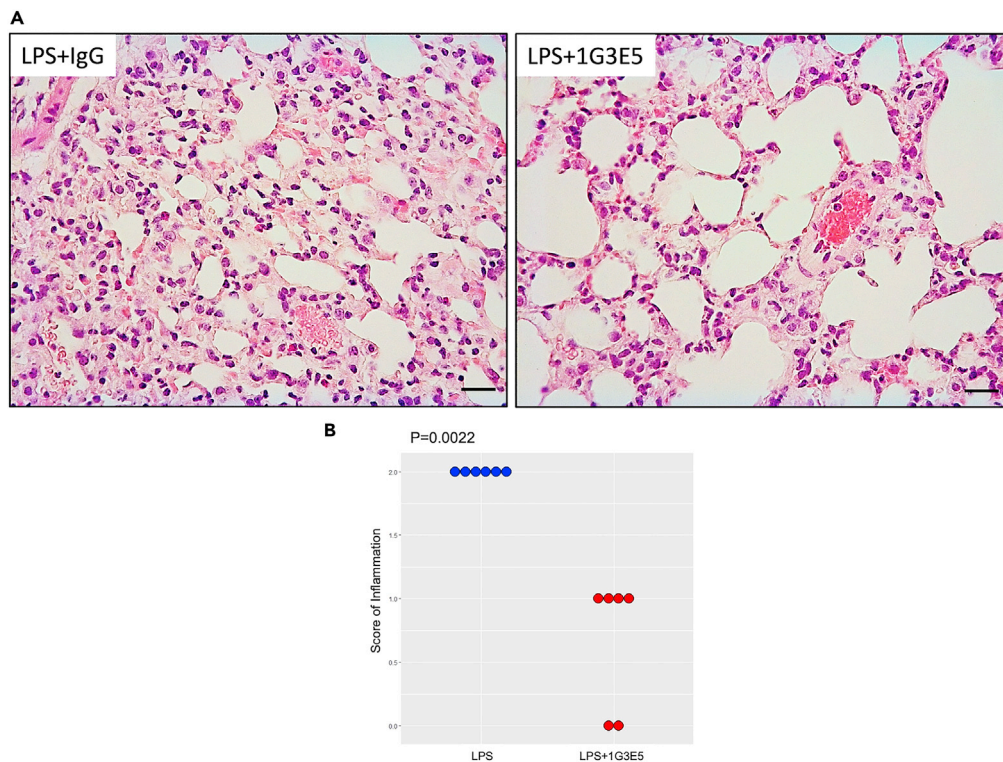 A
LPS+IgG
LPS+1G3E5
B
P=0.0022
Score of Inflammation
2.0
1.5
1.0
0.5
0.0
LPS
LPS+1G3E5